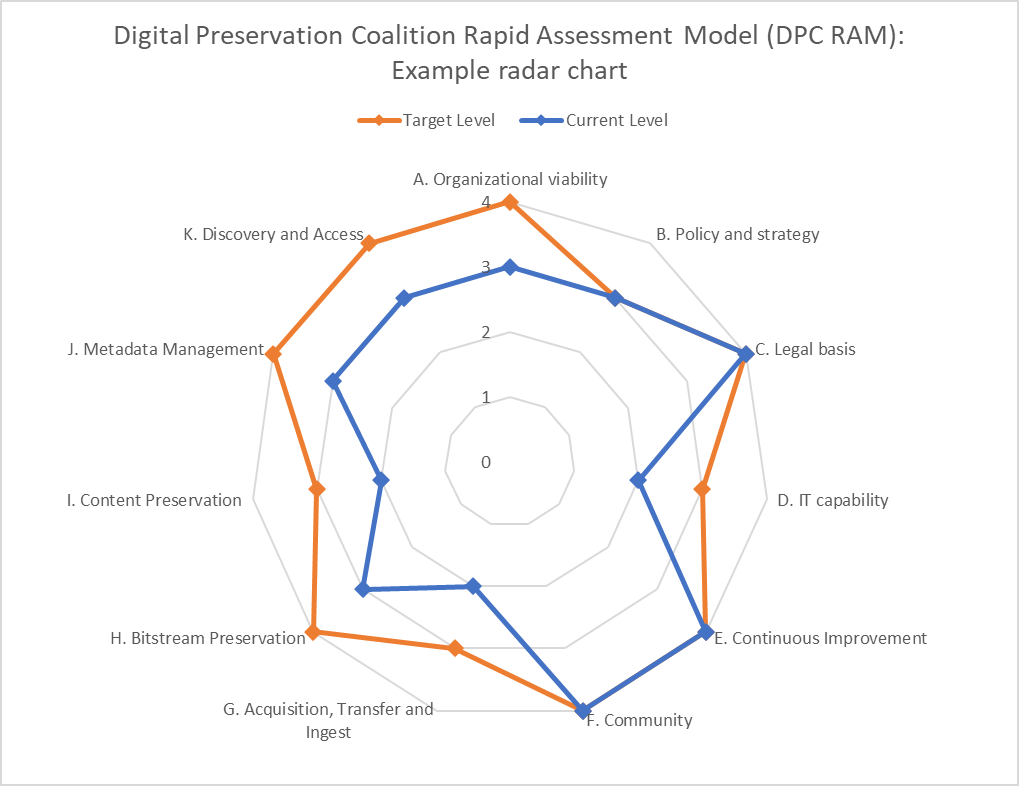 Digital Preservation Coalition Rapid Assessment Model (DPC RAM):
Example radar chart
Target Level
Current Level
A. Organizational viability
B. Policy and strategy
C. Legal basis
D. IT capability
E. Continuous Improvement
F. Community
G. Acquisition, Transfer and
Ingest
H. Bitstream Preservation
I. Content Preservation
J. Metadata Management
K. Discovery and Access
4
3
2
1
0